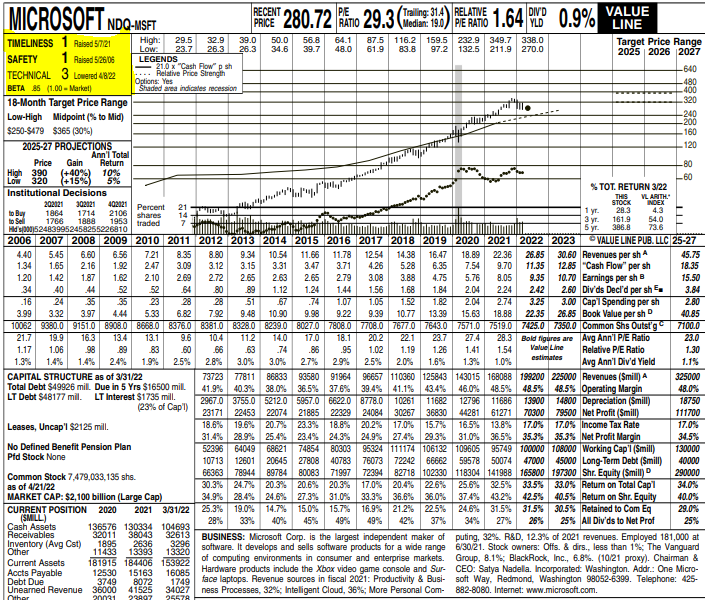 MICROSOFT NDQ-MSFT
RECENT PRICE 280.72 P/E RATIO 29.3 (Trailing: 31.4 Median: 19.0) RELATIVE P/E RATIO 1.64 DIV'D YLD 0.9% VALUE LINE
TIMELINESS 1 Raised 5/7/21
SAFETY 1 Raised 5/26/06
TECHNICAL 3 Lowered 4/8/22
BETA .85 (1.00 = Market)
High: 29.5 32.9 39.0 50.0 56.8 64.1 87.5 116.2 159.5 232.9 349.7 338.0
Low: 23.7 26.3 26.3 34.6 39.7 48.0 61.9 83.8 97.2 132.5 211.9 270.0
Target Price Range
2025 2026 2027
LEGENDS
21.0 x "Cash Flow" p sh
Relative Price Strength
Options: Yes
Shaded area indicates recession
640
480
400
320
240
200
160
120
80
60
18-Month Target Price Range
Low-High Midpoint (% to Mid)
$250-$479 $365 (30%)
2025-27 PROJECTIONS
Ann'l Total
Price Gain Return
High 390 (+40%) 10%
Low 320 (+15%) 5%
Institutional Decisions
2Q2021 3Q2021 4Q2021
to Buy 1864 1714 2106
to Sell 1766 1888 1953
Hld's(000)524839952458255226810
Percent shares traded
21
14
7
% TOT. RETURN 3/22
THIS STOCK VL ARITH.* INDEX
1 yr. 28.3 4.3
3 yr. 161.9 54.0
5 yr. 386.8 73.6
2006 2007 2008 2009 2010 2011 2012 2013 2014 2015 2016 2017 2018 2019 2020 2021 2022 2023 © VALUE LINE PUB. LLC 25-27
4.40 5.45 6.60 6.56 7.21 8.35 8.80 9.34 10.54 11.66 11.78 12.54 14.38 16.47 18.89 22.36 26.85 30.60 Revenues per sh A 45.75
1.34 1.65 2.16 1.92 2.47 3.09 3.12 3.15 3.31 3.47 3.71 4.26 5.28 6.35 7.54 9.70 11.35 12.85 "Cash Flow" per sh 18.35
1.20 1.42 1.87 1.62 2.10 2.69 2.72 2.65 2.63 2.65 2.79 3.08 3.88 4.75 5.76 8.05 9.35 10.70 Earnings per sh B 15.50
.34 .40 .44 .52 .52 .64 .80 .92 1.12 1.24 1.44 1.56 1.68 1.84 2.04 2.24 2.42 2.60 Div'ds Decl'd per sh E■ 3.84
.16 .24 .35 .35 .23 .28 .28 .51 .67 .74 1.07 1.05 1.52 1.82 2.04 2.74 3.25 3.00 Cap'l Spending per sh 2.80
3.99 3.32 3.97 4.44 5.33 6.82 7.92 9.48 10.90 9.98 9.22 9.39 10.77 13.39 15.63 18.88 22.35 26.85 Book Value per sh D 40.85
10062 9380.0 9151.0 8908.0 8668.0 8376.0 8381.0 8328.0 8239.0 8027.0 7808.0 7708.0 7677.0 7643.0 7571.0 7519.0 7425.0 7350.0 Common Shs Outst'g C 7100.0
21.7 19.9 16.3 13.4 13.1 9.6 10.4 11.2 14.0 17.1 18.1 20.2 22.1 23.7 27.4 28.3 Bold figures are Value Line estimates Avg Ann'l P/E Ratio 23.0
1.17 1.06 .98 .89 .83 .60 .66 .63 .74 .86 .95 1.02 1.19 1.26 1.41 1.54 Relative P/E Ratio 1.30
1.3% 1.4% 1.4% 2.4% 1.9% 2.5% 2.8% 3.0% 3.0% 2.7% 2.9% 2.5% 2.0% 1.6% 1.3% 1.0% Avg Ann'l Div'd Yield 1.1%
CAPITAL STRUCTURE as of 3/31/22
Total Debt $49926 mill. Due in 5 Yrs $16500 mill.
LT Debt $48177 mill. LT Interest $1735 mill.
(23% of Cap'l)
Leases, Uncap'l $2125 mill.
No Defined Benefit Pension Plan
Pfd Stock None
Common Stock 7,479,033,135 shs.
as of 4/21/22
MARKET CAP: $2,100 billion (Large Cap)
73723 77811 86833 93580 91964 96657 110360 125843 143015 168088 199200 225000 Revenues ($mill) A 325000
41.9% 40.3% 38.0% 36.5% 37.6% 39.4% 41.1% 43.4% 46.0% 48.5% 48.5% 48.5% Operating Margin 48.0%
2967.0 3755.0 5212.0 5957.0 6622.0 8778.0 10261 11682 12796 11686 13900 14800 Depreciation ($mill) 18750
23171 22453 22074 21885 22329 24084 30267 36830 44281 61271 70300 79500 Net Profit ($mill) 111700
18.6% 19.6% 20.7% 23.3% 18.8% 20.2% 17.0% 15.7% 16.5% 13.8% 17.0% 17.0% Income Tax Rate 17.0%
31.4% 28.9% 25.4% 23.4% 24.3% 24.9% 27.4% 29.3% 31.0% 36.5% 35.3% 35.3% Net Profit Margin 34.5%
52396 64049 68621 74854 80303 95324 111174 106132 109605 95749 100000 108000 Working Cap'l ($mill) 130000
10713 12601 20645 27808 40783 76073 72242 66662 59578 50074 47000 45000 Long-Term Debt ($mill) 40000
66363 78944 89784 80083 71997 72394 82718 102330 118304 141988 165800 197300 Shr. Equity ($mill) D 290000
30.3% 24.7% 20.3% 20.6% 20.3% 17.0% 20.4% 22.6% 25.6% 32.5% 33.5% 33.0% Return on Total Cap'l 34.0%
34.9% 28.4% 24.6% 27.3% 31.0% 33.3% 36.6% 36.0% 37.4% 43.2% 42.5% 40.5% Return on Shr. Equity 40.0%
25.3% 19.0% 14.7% 15.0% 15.7% 16.9% 21.2% 22.5% 24.6% 31.5% 31.5% 30.5% Retained to Com Eq 29.0%
28% 33% 40% 45% 49% 49% 42% 37% 34% 27% 26% 25% All Div'ds to Net Prof 25%
CURRENT POSITION 2020 2021 3/31/22
($MILL.)
Cash Assets 136576 130334 104693
Receivables 32011 38043 32613
Inventory (Avg Cst) 1895 2636 3296
Other 11433 13393 13320
Current Assets 181915 184406 153922
Accts Payable 12530 15163 16085
Debt Due 3749 8072 1749
Unearned Revenue 36000 41525 34027
Other 20031 23897 25578
BUSINESS: Microsoft Corp. is the largest independent maker of
software. It develops and sells software products for a wide range
of computing environments in consumer and enterprise markets.
Hardware products include the Xbox video game console and Sur-
face laptops. Revenue sources in fiscal 2021: Productivity & Busi-
ness Processes, 32%; Intelligent Cloud, 36%; More Personal Com-
puting, 32%. R&D, 12.3% of 2021 revenues. Employed 181,000 at
6/30/21. Stock owners: Offs. & dirs., less than 1%; The Vanguard
Group, 8.1%; BlackRock, Inc., 6.8%. (10/21 proxy). Chairman &
CEO: Satya Nadella. Incorporated: Washington. Addr.: One Micro-
soft Way, Redmond, Washington 98052-6399. Telephone: 425-
882-8080. Internet: www.microsoft.com.